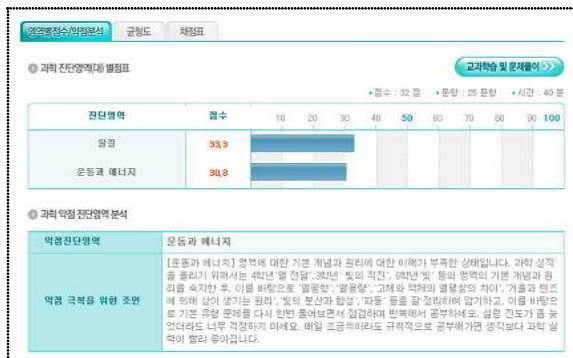 영역별점수/약점분석 균형도 채점표
과학 진단영역(대) 별점표
교과학습 및 문제풀이 >>
•점수 : 32 점 •문항 : 25 문항 •시간 : 40 분
진단영역 점수 10 20 30 40 50 60 70 80 90 100
물질 33,3
운동과 에너지 30,8
과학 약점 진단영역 분석
약점진단영역 운동과 에너지
약점 극복을 위한 조언
[운동과 에너지] 영역에 대한 기본 개념과 원리에 대한 이해가 부족한 상태입니다. 과학 성적
을 올리기 위해서는 4학년'열 전달',3학년' 빛의 직진', 6학년'빛' 등의 영역의 기본 개념과 원
리를 숙지한 후, 이를 바탕으로 '열평형', '열용량', '고체와 액체의 열팽창의 차이', '거울과 렌즈
에 의해 상이 생기는 원리', '빛의 분산과 합성', '파동' 등을 잘 정리하여 암기하고, 이를 바탕으
로 기본 유형 문제를 다시 한번 풀어보면서 점검하며 반복해서 공부하세요. 설령 진도가 좀 늦
었더라도 너무 걱정하지 마세요. 매일 조금씩이라도 규칙적으로 공부해가면 생각보다 과학 실
력이 빨리 좋아집니다.